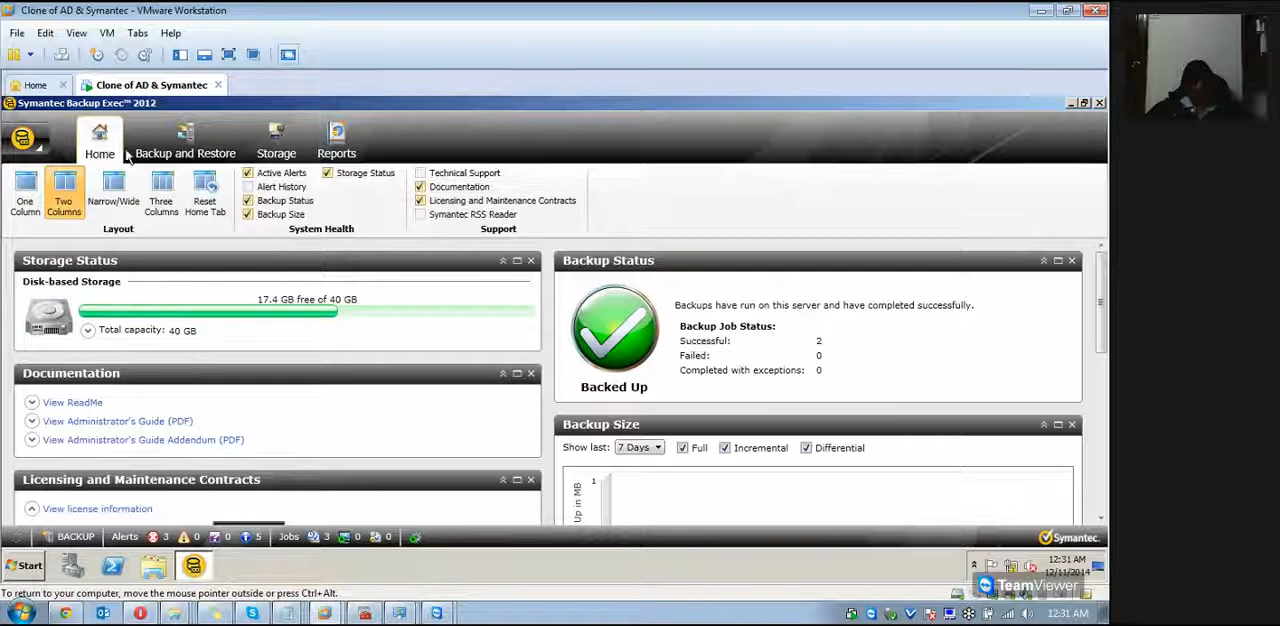 Clone of AD & Symantec - VMware Workstation
File Edit View VM Tabs Help
Home Clone of AD & Symantec
Symantec Backup Exec™ 2012
Home Backup and Restore Storage Reports
One Column Two Columns Narrow/Wide Three Columns Reset Home Tab
Layout
Active Alerts Storage Status
Alert History
Backup Status
Backup Size
System Health
Technical Support
Documentation
Licensing and Maintenance Contracts
Symantec RSS Reader
Support
Storage Status
Disk-based Storage
17.4 GB free of 40 GB
Total capacity: 40 GB
Documentation
View ReadMe
View Administrator's Guide (PDF)
View Administrator's Guide Addendum (PDF)
Licensing and Maintenance Contracts
View license information
Backup Status
Backups have run on this server and have completed successfully.
Backup Job Status:
Successful: 2
Failed: 0
Completed with exceptions: 0
Backed Up
Backup Size
Show last: 7 Days Full Incremental Differential
1
Up in MB
BACKUP Alerts 3 0 0 5 Jobs 3 0 0
Symantec.
Start
12:31 AM
12/11/2014
TeamViewer
To return to your computer, move the mouse pointer outside or press Ctrl+Alt.
12:31 AM